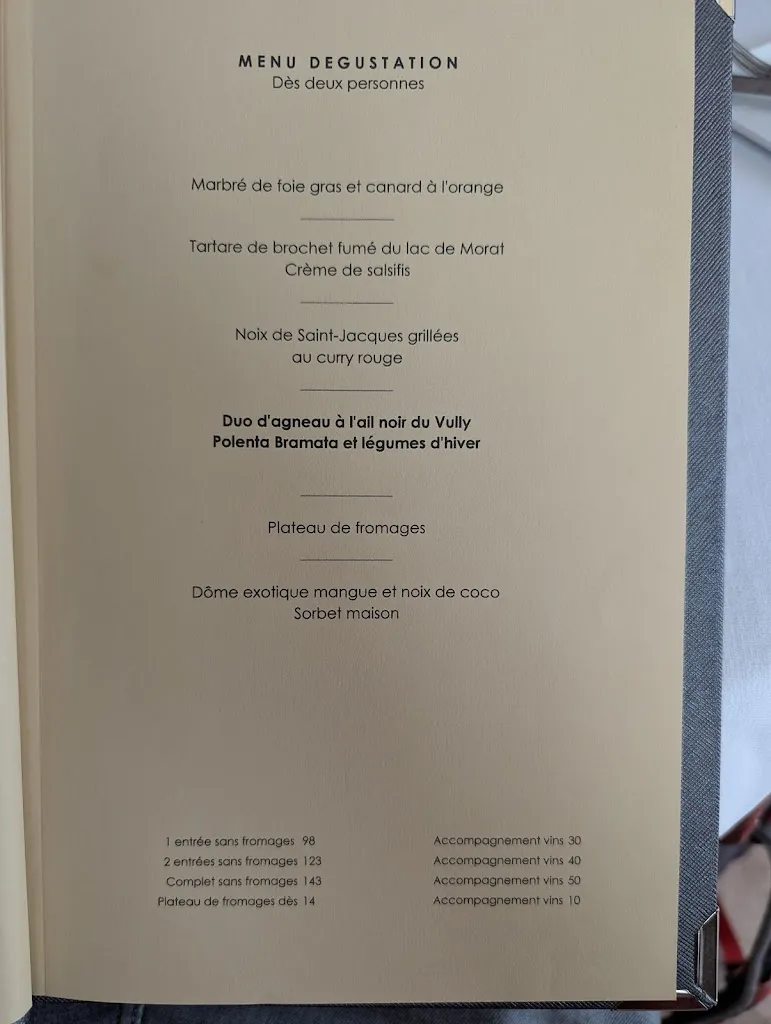 MENU DEGUSTATION
Dès deux personnes
Marbré de foie gras et canard à l'orange
Tartare de brochet fumé du lac de Morat
Crème de salsifis
Noix de Saint-Jacques grillées
au curry rouge
Duo d'agneau à l'ail noir du Vully
Polenta Bramata et légumes d'hiver
Plateau de fromages
Dôme exotique mangue et noix de coco
Sorbet maison
1 entrée sans fromages 98 Accompagnement vins 30
2 entrées sans fromages 123 Accompagnement vins 40
Complet sans fromages 143 Accompagnement vins 50
Plateau de fromages dès 14 Accompagnement vins 10